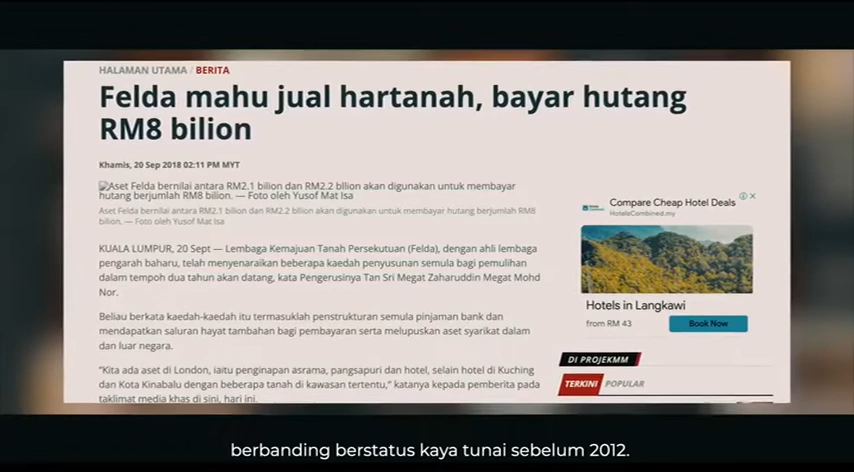 HALAMAN UTAMA / BERITA
Felda mahu jual hartanah, bayar hutang
RM8 bilion
Khamis, 20 Sep 2018 02:11 PM MYT
Aset Felda bernilai antara RM2.1 bilion dan RM2.2 bllion akan digunakan untuk membayar
hutang berjumlah RM8 bilion. — Foto oleh Yusof Mat Isa
Aset Felda bernilai antara RM2.1 bilion dan RM2.2 bllion akan digunakan untuk membayar hutang berjumlah RM8
bilion. — Foto oleh Yusof Mat Isa
KUALA LUMPUR, 20 Sept — Lembaga Kemajuan Tanah Persekutuan (Felda), dengan ahli lembaga
pengarah baharu, telah menyenaraikan beberapa kaedah penyusunan semula bagi pemulihan
dalam tempoh dua tahun akan datang, kata Pengerusinya Tan Sri Megat Zaharuddin Megat Mohd
Nor.
Beliau berkata kaedah-kaedah itu termasuklah penstrukturan semula pinjaman bank dan
mendapatkan saluran hayat tambahan bagi pembayaran serta melupuskan aset syarikat dalam
dan luar negara.
“Kita ada aset di London, iaitu penginapan asrama, pangsapuri dan hotel, selain hotel di Kuching
dan Kota Kinabalu dengan beberapa tanah di kawasan tertentu,” katanya kepada pemberita pada
taklimat media khas di sini, hari ini.
Compare Cheap Hotel Deals
HotelsCombined.my
Hotels in Langkawi
from RM 43
Book Now
DI PROJEKMM
TERKINI POPULAR
berbanding berstatus kaya tunai sebelum 2012.